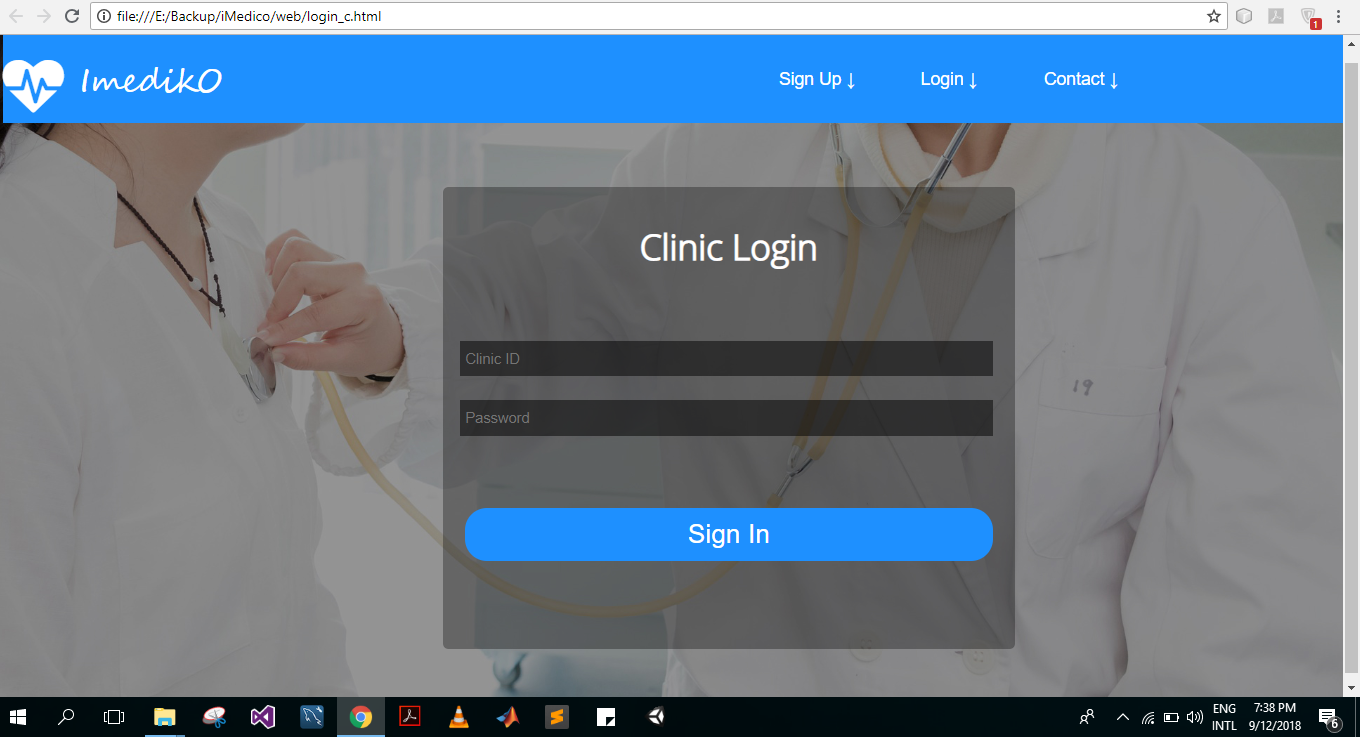 file:///E:/Backup/iMedico/web/login_c.html
1
ImedikO
Sign Up ↓
Login ↓
Contact ↓
Clinic Login
Clinic ID
Password
19
Sign In
ENG
INTL
7:38 PM
9/12/2018
6